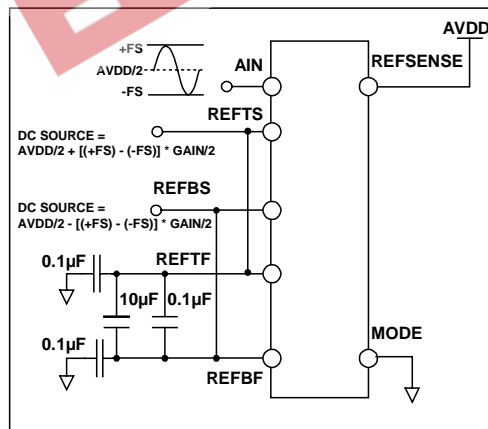 +FS
AVDD/2
-FS
AIN
AVDD
REFSENSE
REFTS
DC SOURCE =
AVDD/2 + [(+FS) - (-FS)] * GAIN/2
REFBS
DC SOURCE =
AVDD/2 - [(+FS) - (-FS)] * GAIN/2
0.1µF
REFTF
10µF
0.1µF
0.1µF
MODE
REFBF